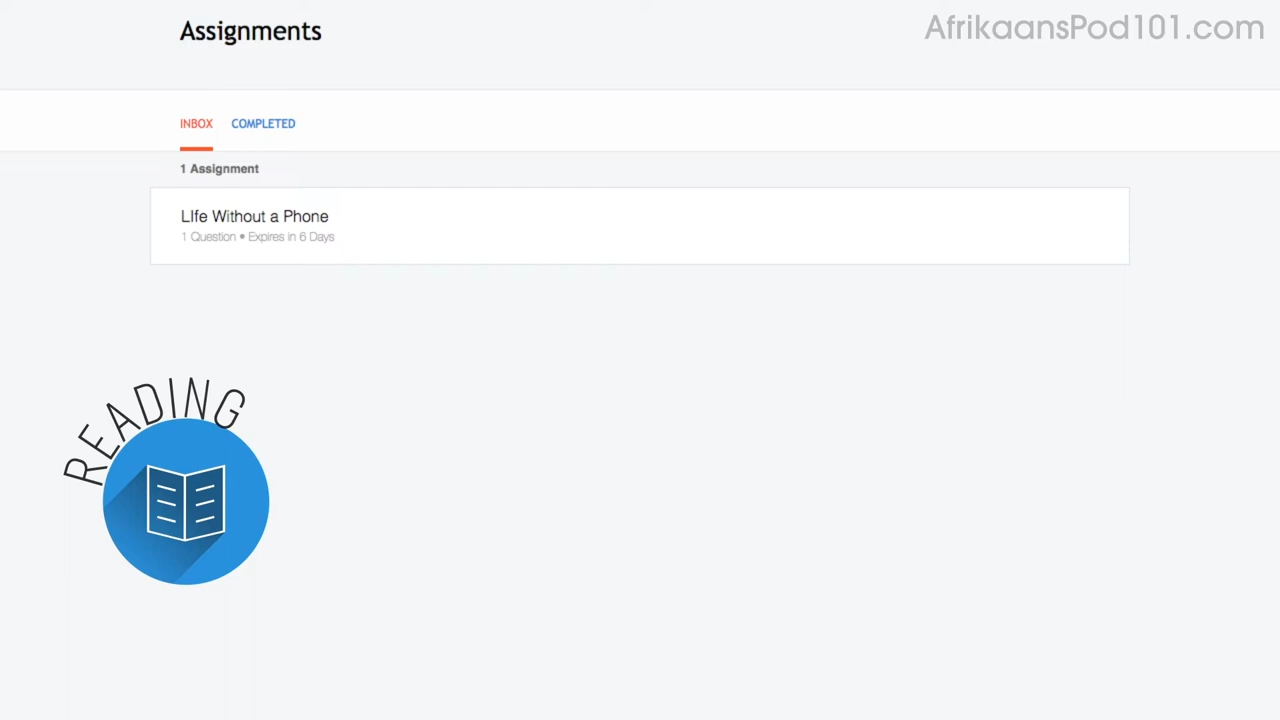 Assignments
AfrikaansPod101.com
INBOX COMPLETED
1 Assignment
LIfe Without a Phone
1 Question • Expires in 6 Days
READING